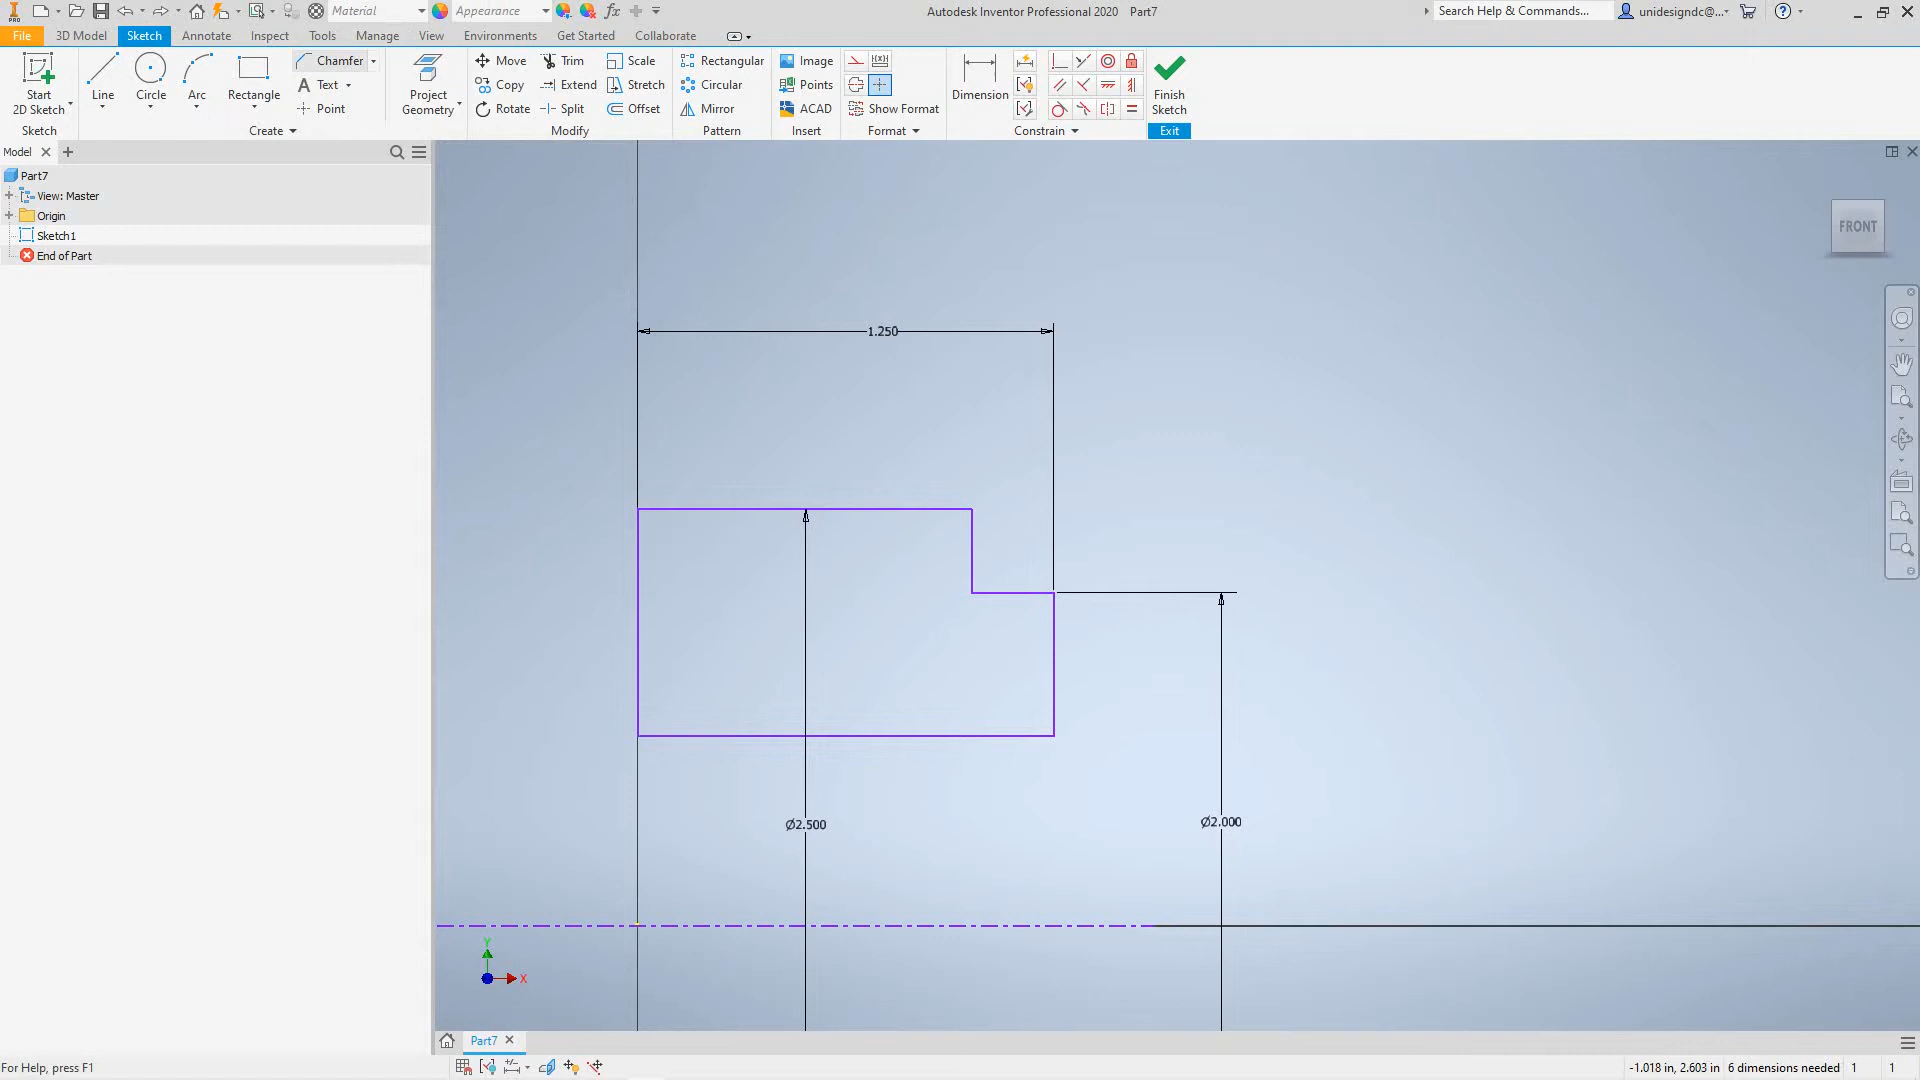 PRO Material Appearance fx Autodesk Inventor Professional 2020 Part7 Search Help & Commands... unidesigndc@...
File 3D Model Sketch Annotate Inspect Tools Manage View Environments Get Started Collaborate
Start 2D Sketch Line Circle Arc Rectangle Chamfer Text Point
Project Geometry
Move Trim Scale
Copy Extend Stretch
Rotate Split Offset
Rectangular
Circular
Mirror
Image
Points
ACAD
Show Format
Dimension
Finish Sketch
Sketch Create Modify Pattern Insert Format Constrain Exit
Model
Part7
View: Master
Origin
Sketch1
End of Part
FRONT
1.250
Ø2.500
Ø2.000
Y
X
Part7
For Help, press F1
-1.018 in, 2.603 in 6 dimensions needed 1 1